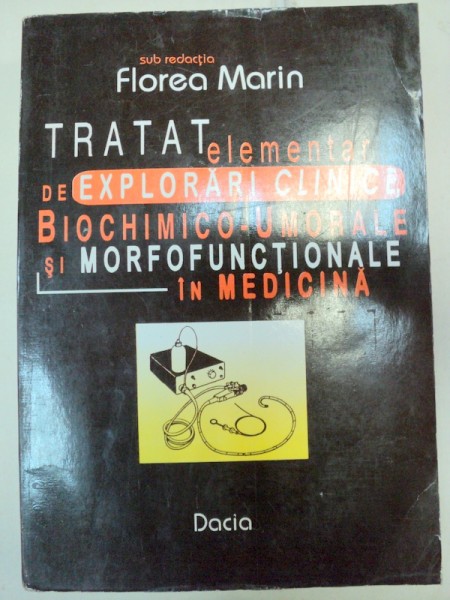 sub redacția
Florea Marin
TRATAT elementar
DE EXPLORĂRI CLINICE
BIOCHIMICO-UMORALE
ȘI MORFOFUNCȚIONALE
ÎN MEDICINĂ
Dacia